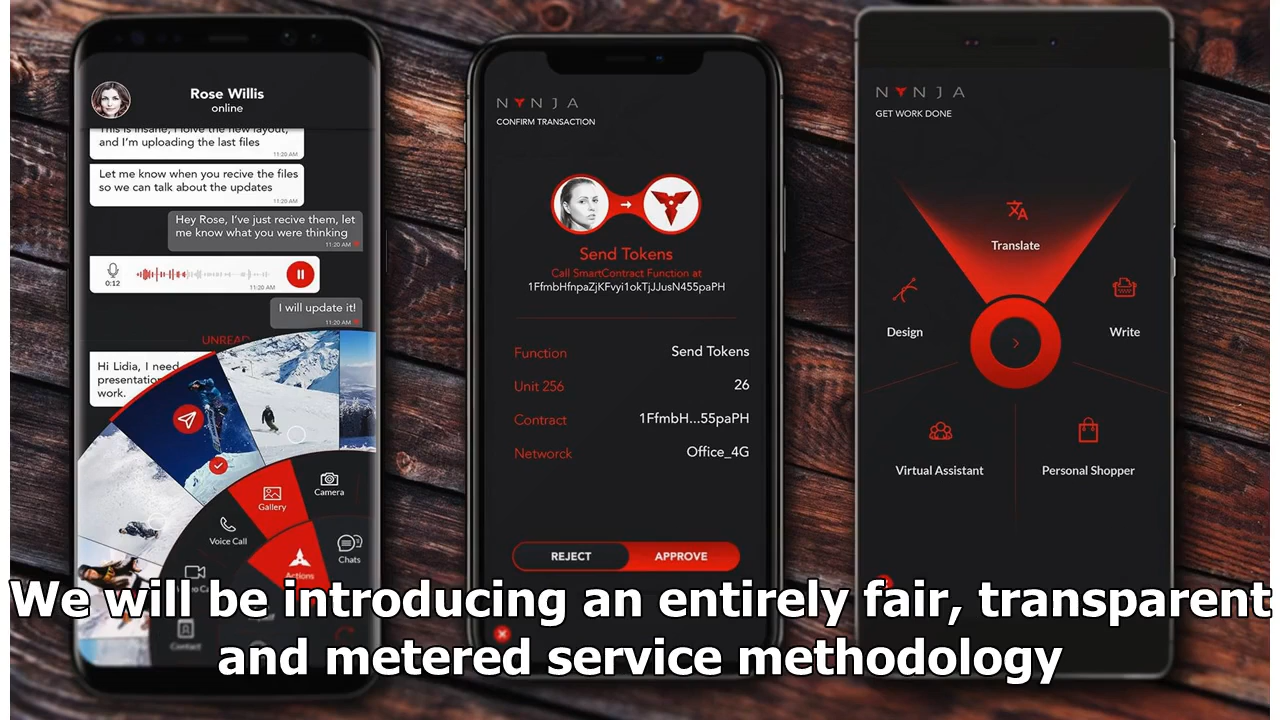 Rose Willis
online
This is insane, I lolve the new layout,
and I'm uploading the last files
11:20 AM
Let me know when you recive the files
so we can talk about the updates
11:20 AM
Hey Rose, I've just recive them, let
me know what you were thinking
11:20 AM
0:12
11:20 AM
I will update it!
11:20 AM
UNREAD
Hi Lidia, I need
presentation
work.
Camera
Gallery
Voice Call
Chats
Actions
Video Ca
Contact
NYNJA
CONFIRM TRANSACTION
Send Tokens
Call SmartContract Function at
1FfmbHfnpaZjKFvyi1okTjJJusN455paPH
Function Send Tokens
Unit 256 26
Contract 1FfmbH...55paPH
Networck Office_4G
REJECT APPROVE
NYNJA
GET WORK DONE
Translate
Design
Write
Virtual Assistant
Personal Shopper
We will be introducing an entirely fair, transparent
and metered service methodology